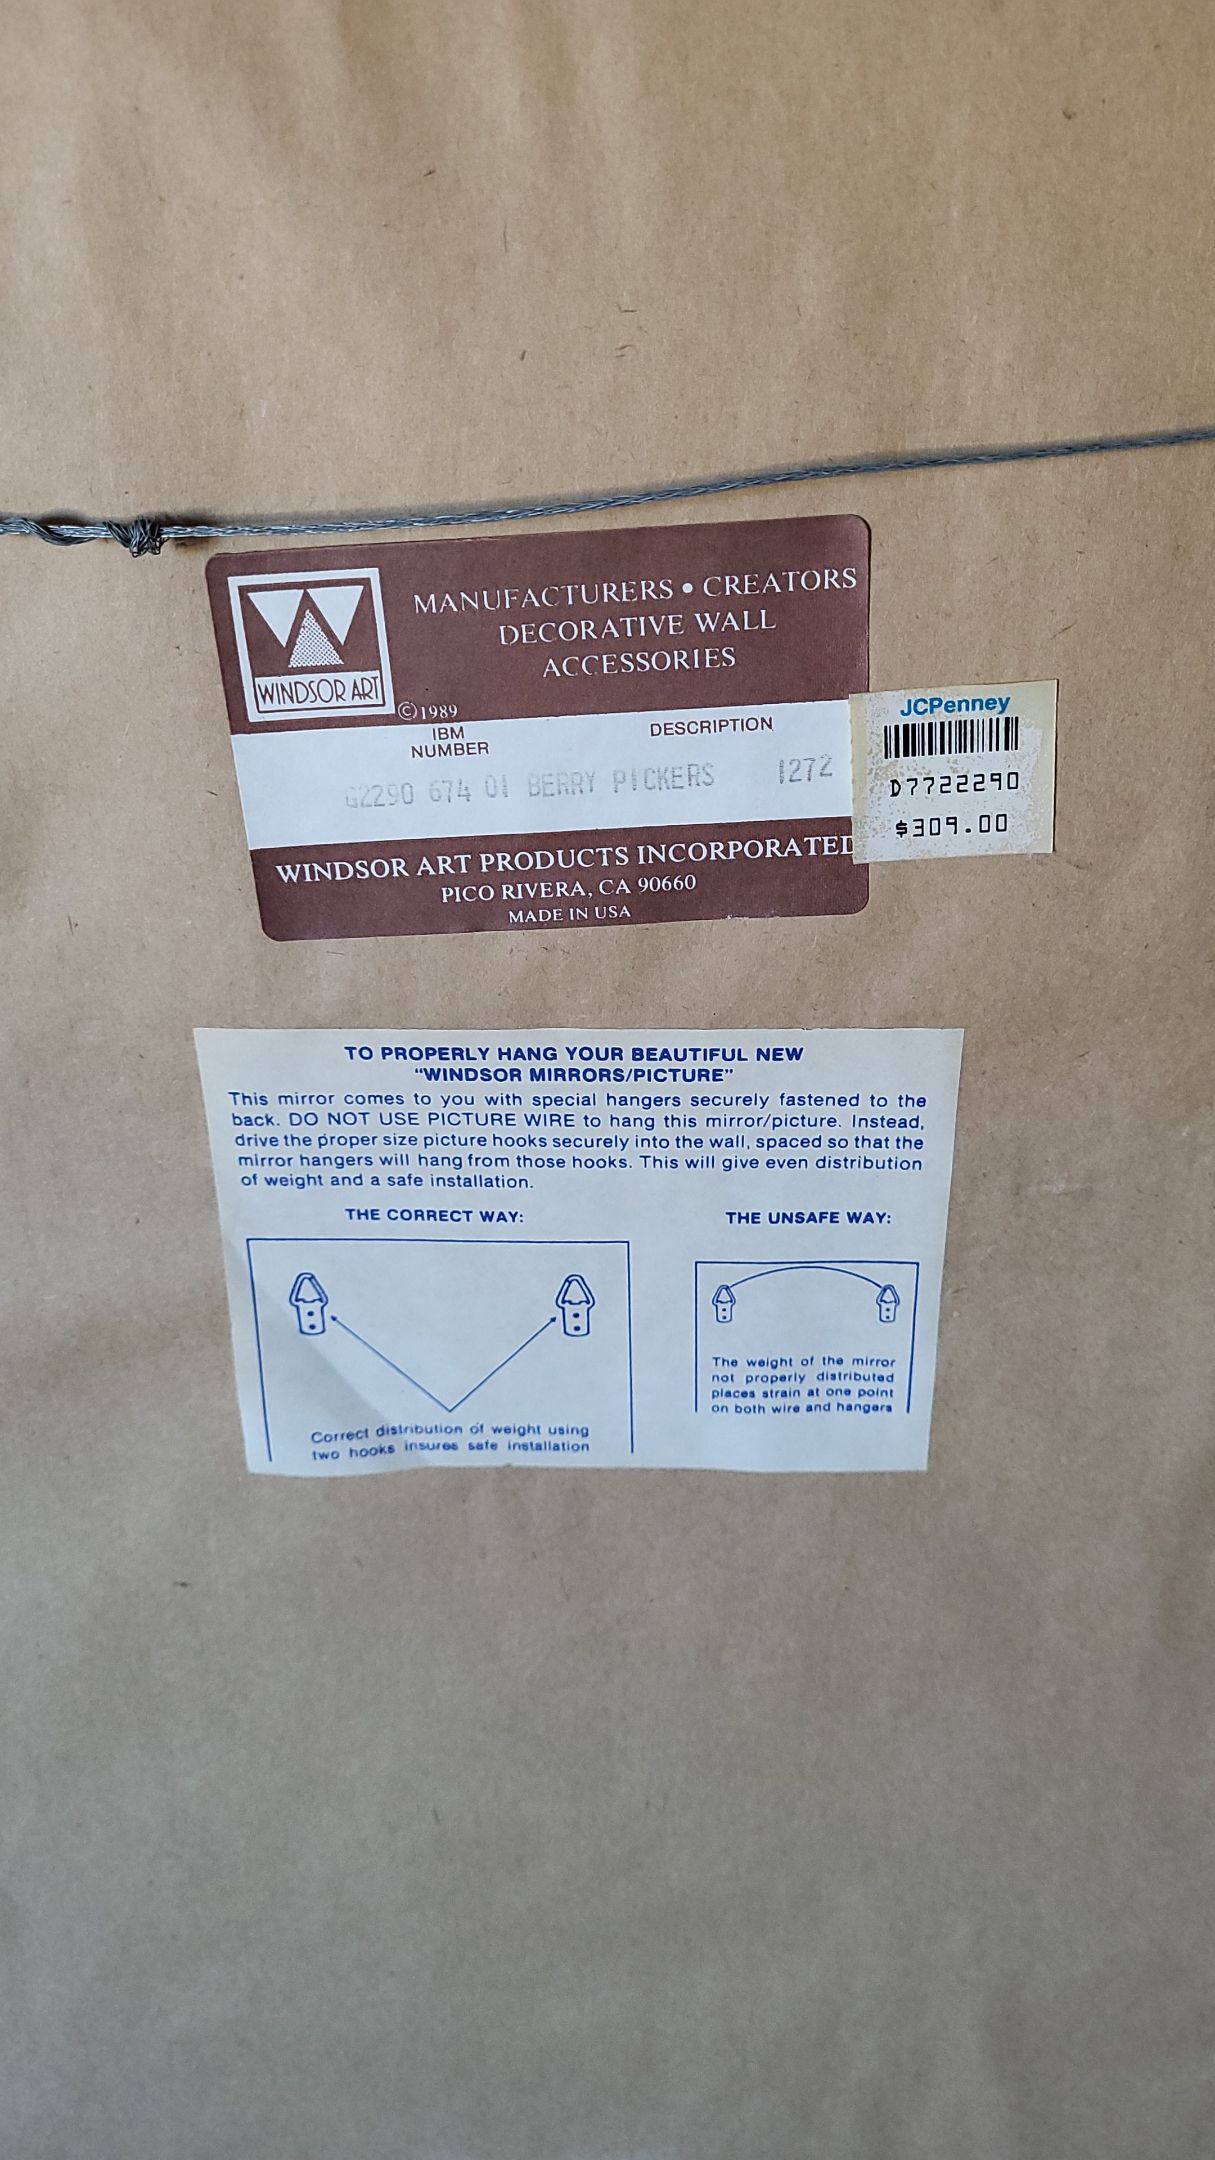 MANUFACTURERS • CREATORS
DECORATIVE WALL
ACCESSORIES
WINDSOR ART
©1989
IBM
NUMBER
DESCRIPTION
G2290 674 01 BERRY PICKERS 1272
WINDSOR ART PRODUCTS INCORPORATED
PICO RIVERA, CA 90660
MADE IN USA
JCPenney
D7722290
$309.00
TO PROPERLY HANG YOUR BEAUTIFUL NEW
"WINDSOR MIRRORS/PICTURE"
This mirror comes to you with special hangers securely fastened to the
back. DO NOT USE PICTURE WIRE to hang this mirror/picture. Instead,
drive the proper size picture hooks securely into the wall, spaced so that the
mirror hangers will hang from those hooks. This will give even distribution
of weight and a safe installation.
THE CORRECT WAY:
Correct distribution of weight using
two hooks insures safe installation
THE UNSAFE WAY:
The weight of the mirror
not properly distributed
places strain at one point
on both wire and hangers